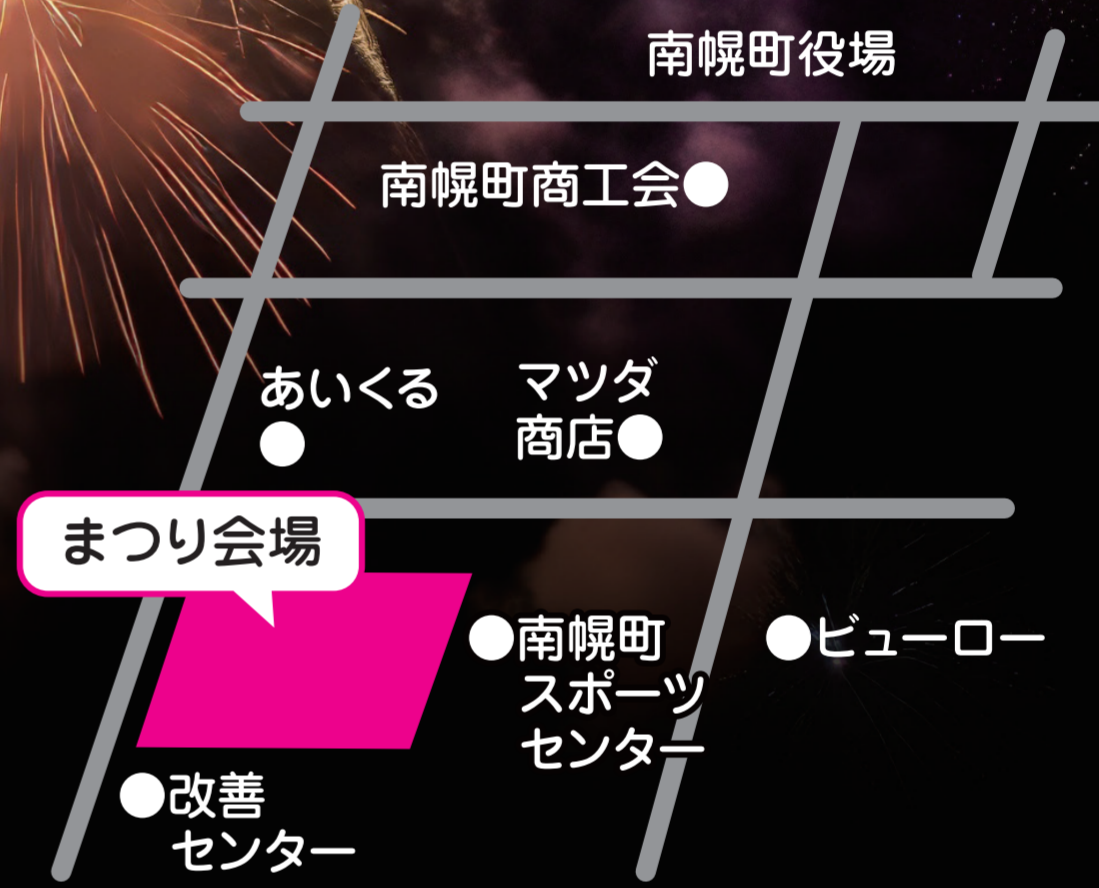 南幌町役場
南幌町商工会
あいくる
マツダ
商店
まつり会場
南幌町
スポーツ
センター
ビューロー
改善
センター